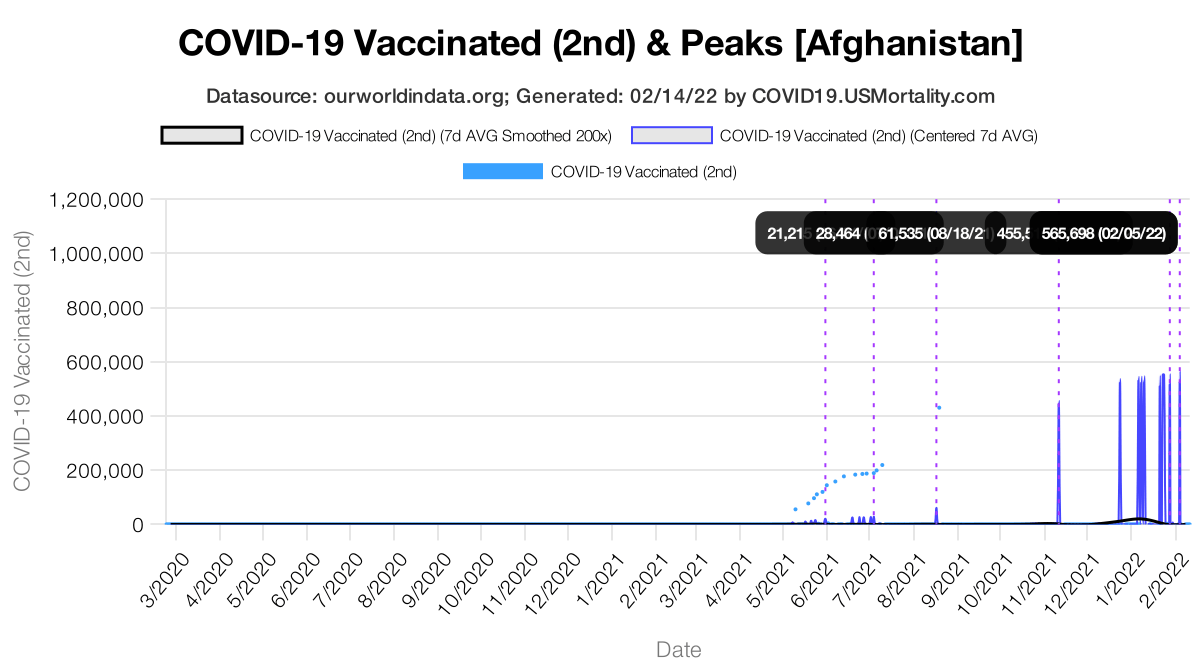 COVID-19 Vaccinated (2nd) & Peaks [Afghanistan]
Datasource: ourworldindata.org; Generated: 02/14/22 by COVID19.USMortality.com
COVID-19 Vaccinated (2nd) (7d AVG Smoothed 200x) COVID-19 Vaccinated (2nd) (Centered 7d AVG)
COVID-19 Vaccinated (2nd)
COVID-19 Vaccinated (2nd)
1,200,000
1,000,000
800,000
600,000
400,000
200,000
0
28,464 61,535 (08/18/21) 565,698 (02/05/22)
3/2020 4/2020 5/2020 6/2020 7/2020 8/2020 9/2020 10/2020 11/2020 12/2020 1/2021 2/2021 3/2021 4/2021 5/2021 6/2021 7/2021 8/2021 9/2021 10/2021 11/2021 12/2021 1/2022 2/2022
Date